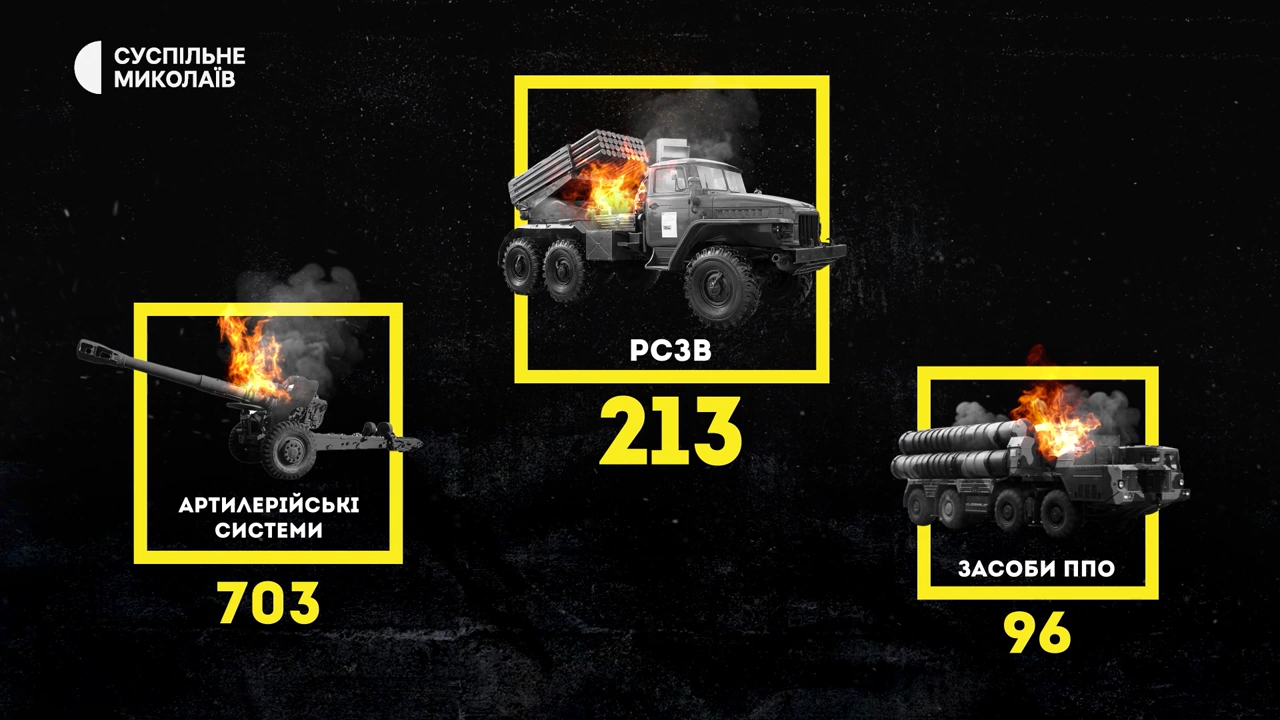 СУСПІЛЬНЕ
МИКОЛАЇВ
РСЗВ
213
АРТИЛЕРІЙСЬКІ
СИСТЕМИ
703
ЗАСОБИ ППО
96